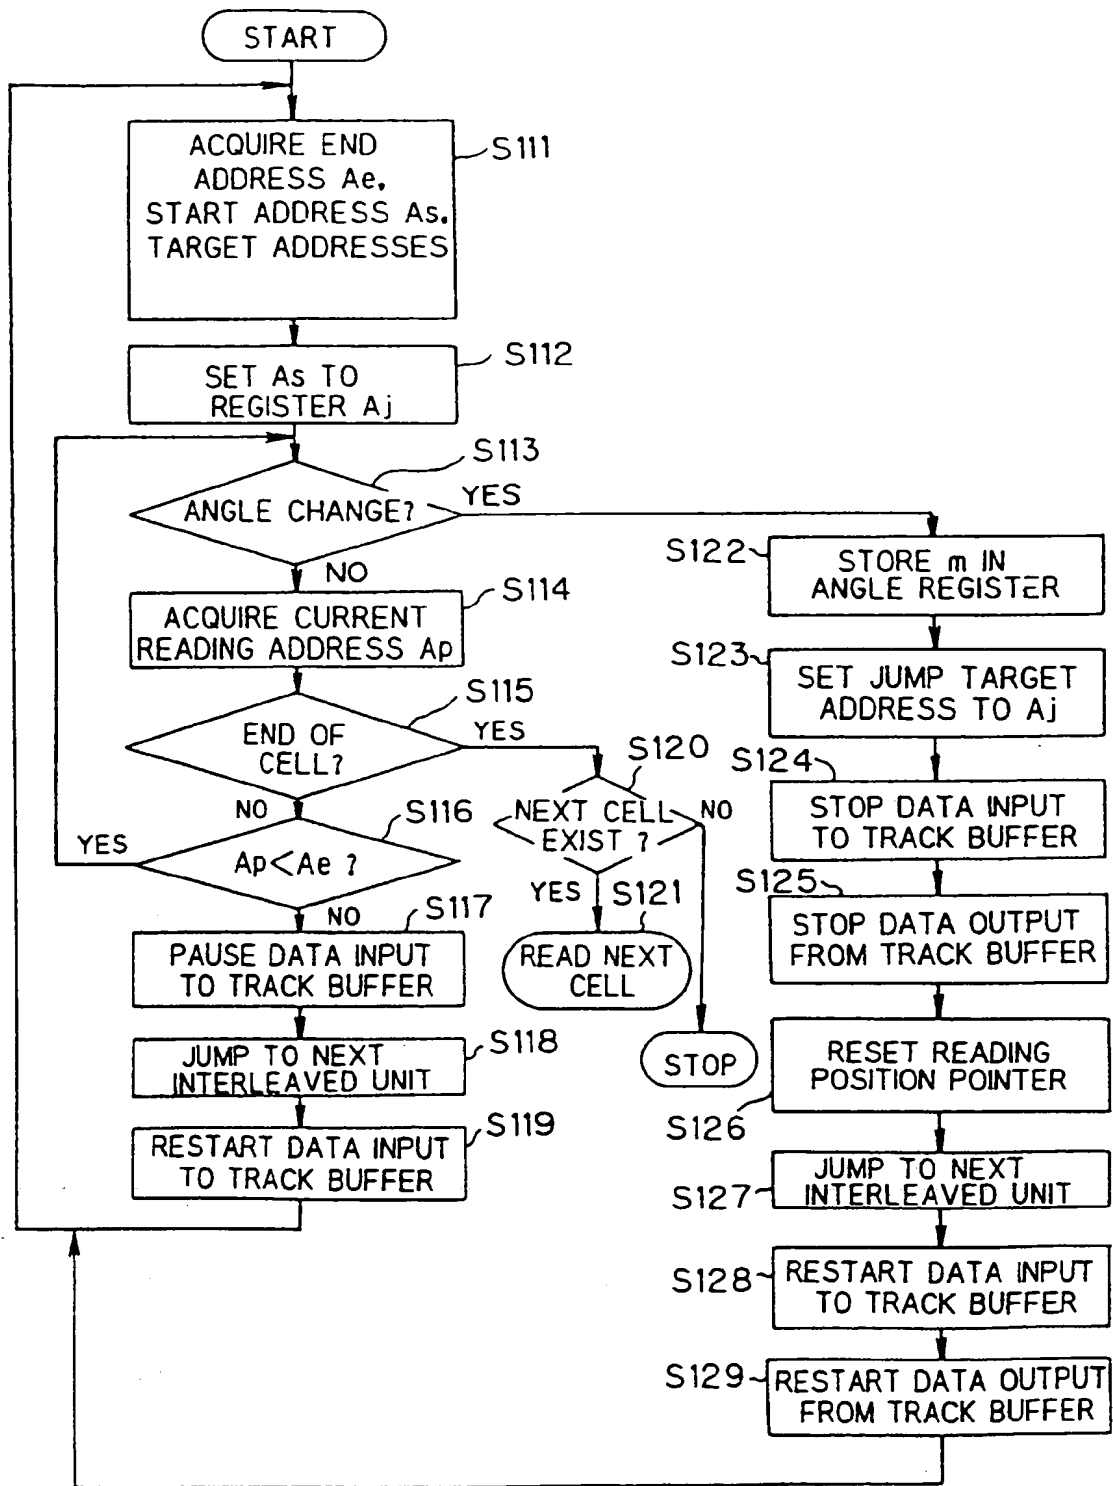 START
ACQUIRE END
ADDRESS Ae.
START ADDRESS As.
TARGET ADDRESSES
S111
SET As TO
REGISTER Aj
S112
ANGLE CHANGE?
S113
YES
NO
ACQUIRE CURRENT
READING ADDRESS Ap
S114
END OF
CELL?
S115
YES
NO
Ap<Ae ?
S116
YES
NO
PAUSE DATA INPUT
TO TRACK BUFFER
S117
JUMP TO NEXT
INTERLEAVED UNIT
S118
RESTART DATA INPUT
TO TRACK BUFFER
S119
S120
NEXT CELL
EXIST ?
NO
YES
S121
READ NEXT
CELL
STOP
S122
STORE m IN
ANGLE REGISTER
S123
SET JUMP TARGET
ADDRESS TO Aj
S124
STOP DATA INPUT
TO TRACK BUFFER
S125
STOP DATA OUTPUT
FROM TRACK BUFFER
RESET READING
POSITION POINTER
S126
JUMP TO NEXT
INTERLEAVED UNIT
S127
S128
RESTART DATA INPUT
TO TRACK BUFFER
S129
RESTART DATA OUTPUT
FROM TRACK BUFFER